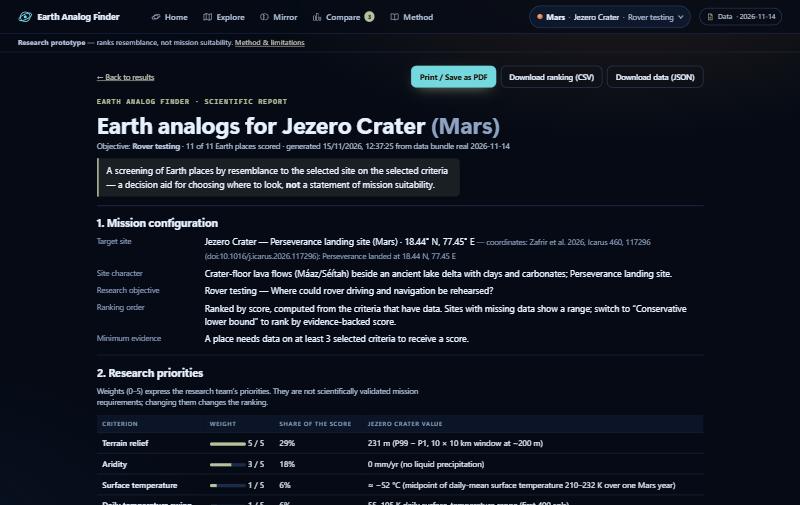 Earth Analog Finder
Home
Explore
Mirror
Compare 3
Method
Mars · Jezero Crater · Rover testing
Data · 2026-11-14
Research prototype — ranks resemblance, not mission suitability. Method & limitations
← Back to results
Print / Save as PDF
Download ranking (CSV)
Download data (JSON)
EARTH ANALOG FINDER · SCIENTIFIC REPORT
Earth analogs for Jezero Crater (Mars)
Objective: Rover testing · 11 of 11 Earth places scored · generated 15/11/2026, 12:37:25 from data bundle real 2026-11-14
A screening of Earth places by resemblance to the selected site on the selected criteria
— a decision aid for choosing where to look, not a statement of mission suitability.
1. Mission configuration
Target site
Jezero Crater — Perseverance landing site (Mars) · 18.44° N, 77.45° E — coordinates: Zafrir et al. 2026, Icarus 460, 117296
(doi:10.1016/j.icarus.2026.117296): Perseverance landed at 18.44 N, 77.45 E
Site character
Crater-floor lava flows (Máaz/Séítah) beside an ancient lake delta with clays and carbonates; Perseverance landing site.
Research objective
Rover testing — Where could rover driving and navigation be rehearsed?
Ranking order
Ranked by score, computed from the criteria that have data. Sites with missing data show a range; switch to “Conservative
lower bound” to rank by evidence-backed score.
Minimum evidence
A place needs data on at least 3 selected criteria to receive a score.
2. Research priorities
Weights (0–5) express the research team's priorities. They are not scientifically validated mission
requirements; changing them changes the ranking.
CRITERION WEIGHT SHARE OF THE SCORE JEZERO CRATER VALUE
Terrain relief 5 / 5 29% 231 m (P99 − P1, 10 × 10 km window at ~200 m)
Aridity 3 / 5 18% 0 mm/yr (no liquid precipitation)
Surface temperature 1 / 5 6% ≈ −52 °C (midpoint of daily-mean surface temperature 210–232 K over one Mars year)